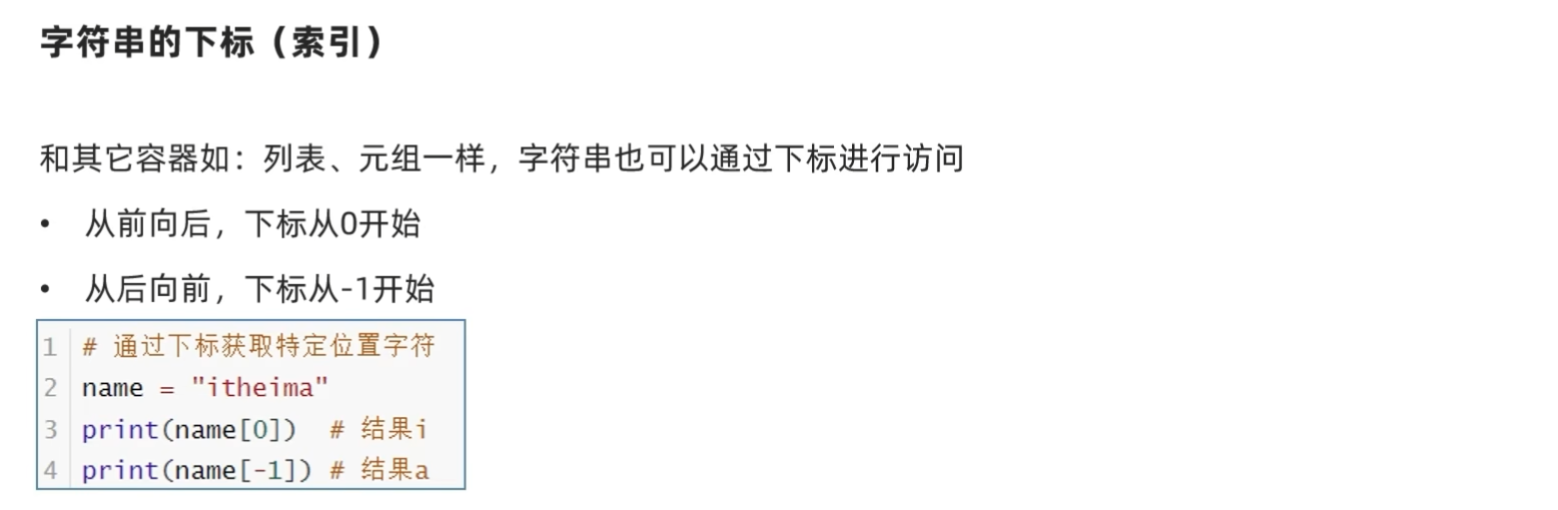 字符串的下标（索引）
和其它容器如：列表、元组一样，字符串也可以通过下标进行访问
• 从前向后，下标从0开始
• 从后向前，下标从-1开始
1 # 通过下标获取特定位置字符
2 name = "itheima"
3 print(name[0])  # 结果i
4 print(name[-1]) # 结果a